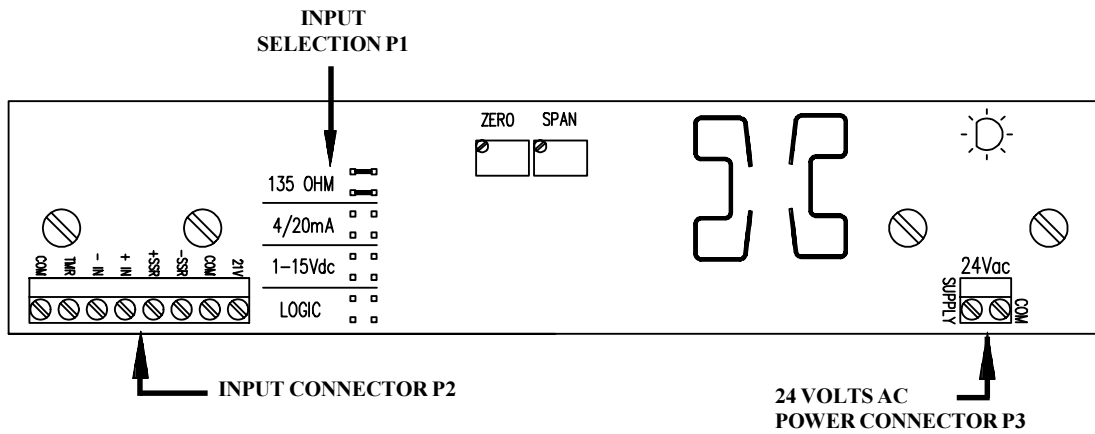 INPUT
SELECTION P1
ZERO SPAN
135 OHM
4/20mA
1-15Vdc
LOGIC
COM TMR - IN + IN +SSR -SSR COM 21V
24Vac
SUPPLY
COM
INPUT CONNECTOR P2
24 VOLTS AC
POWER CONNECTOR P3